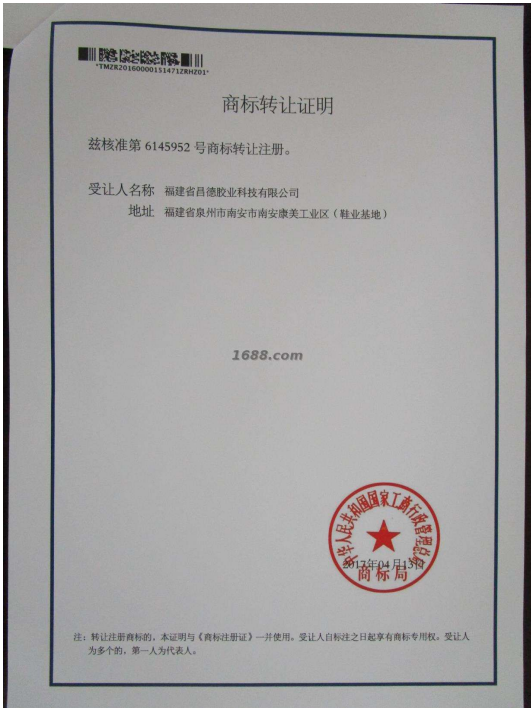 *TMZR20160000151471ZRHZ01*
商标转让证明
兹核准第 6145952 号商标转让注册。
受让人名称 福建省昌德胶业科技有限公司
地址 福建省泉州市南安市南安康美工业区（鞋业基地）
1688.com
中华人民共和国国家工商行政管理总局
2017年04月13日
商标局
注：转让注册商标的，本证明与《商标注册证》一并使用。受让人自标注之日起享有商标专用权。受让人
为多个的，第一人为代表人。